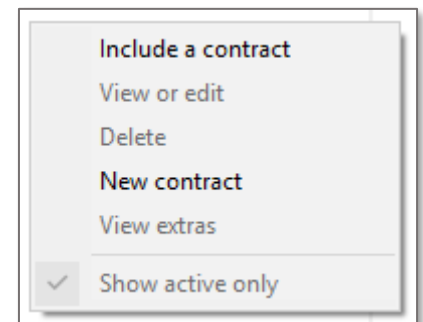 Include a contract
View or edit
Delete
New contract
View extras
Show active only